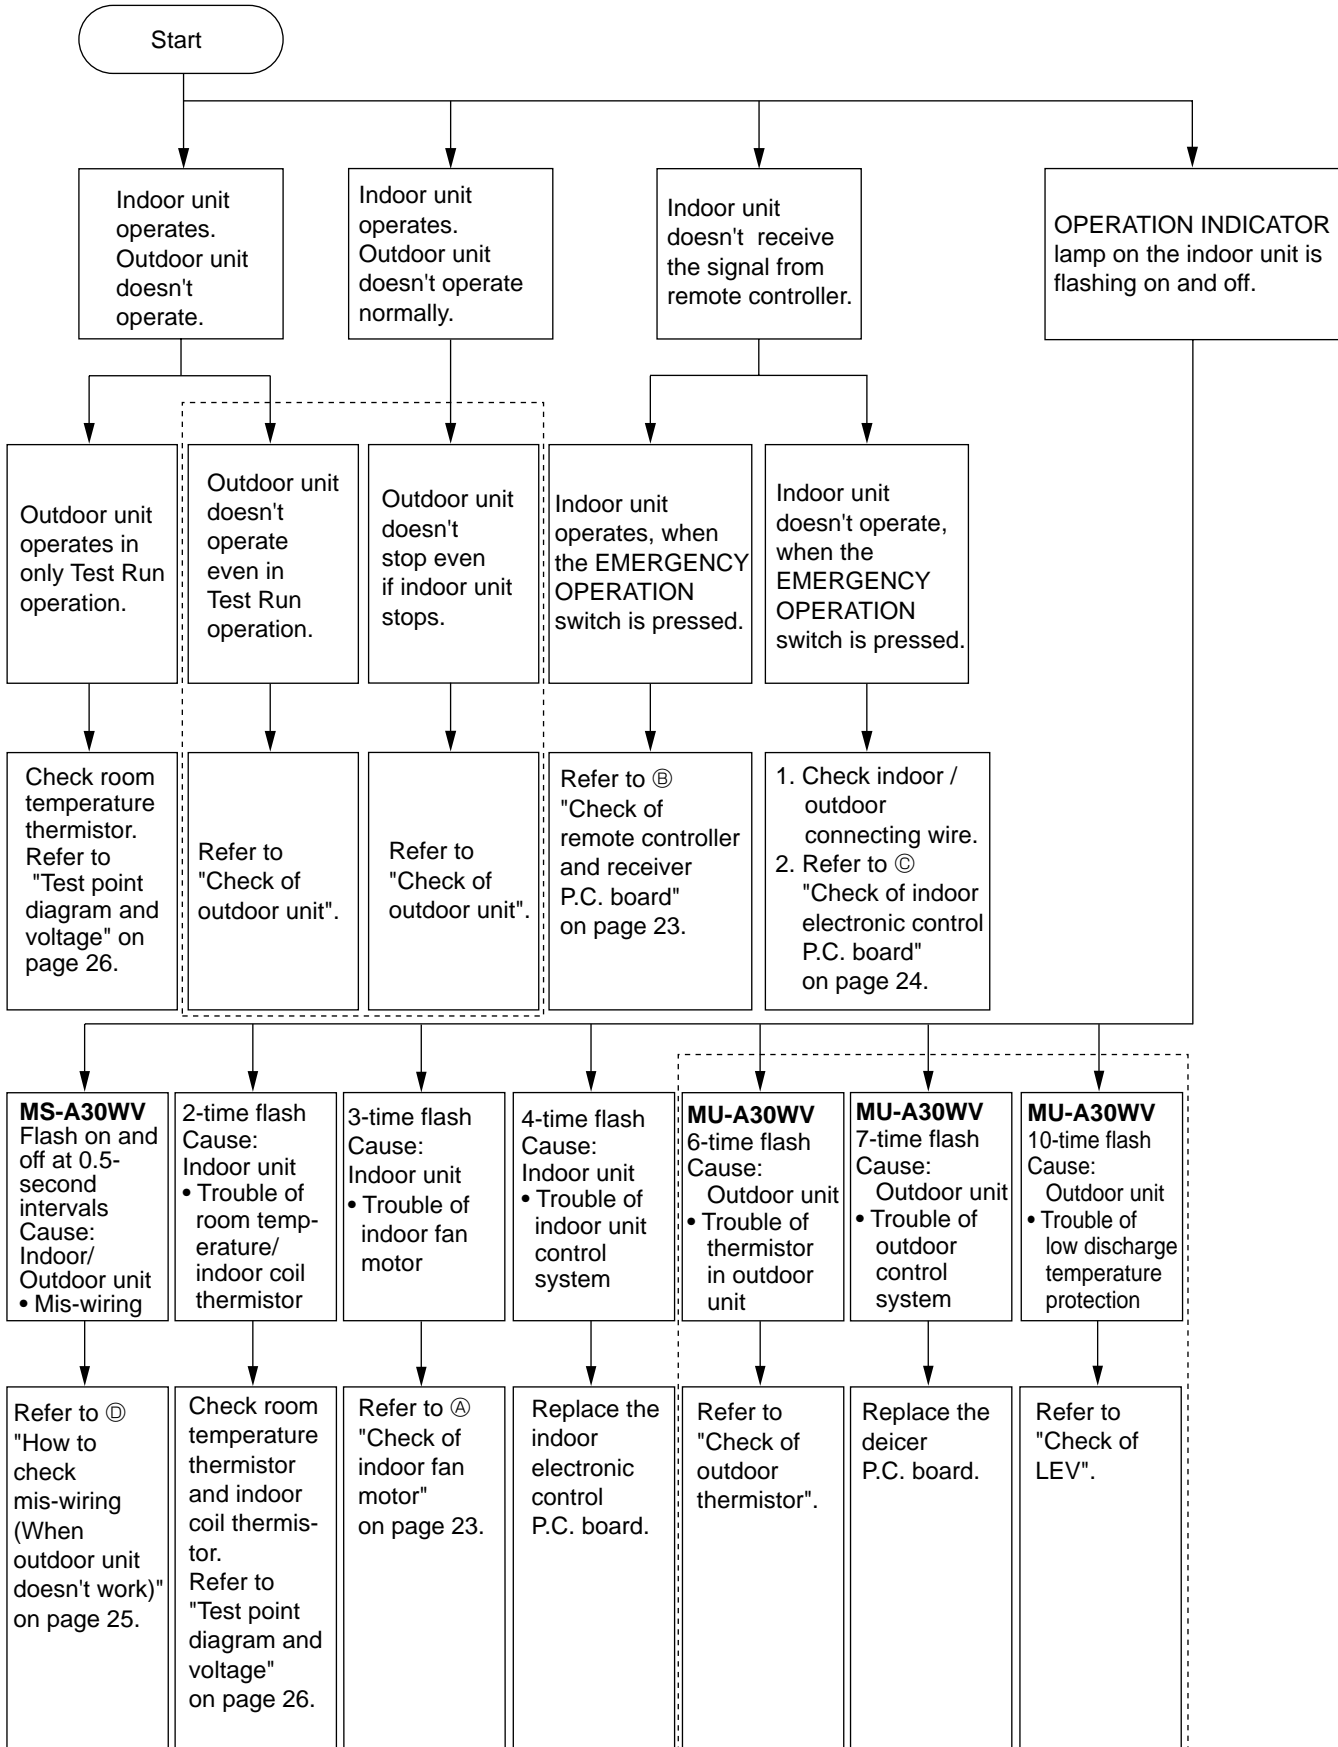 Start
Indoor unit
operates.
Outdoor unit
doesn't
operate.
Indoor unit
operates.
Outdoor unit
doesn't operate
normally.
Indoor unit
doesn't receive
the signal from
remote controller.
OPERATION INDICATOR
lamp on the indoor unit is
flashing on and off.
Outdoor unit
operates in
only Test Run
operation.
Outdoor unit
doesn't
operate
even in
Test Run
operation.
Outdoor unit
doesn't
stop even
if indoor unit
stops.
Indoor unit
operates, when
the EMERGENCY
OPERATION
switch is pressed.
Indoor unit
doesn't operate,
when the
EMERGENCY
OPERATION
switch is pressed.
Check room
temperature
thermistor.
Refer to
"Test point
diagram and
voltage" on
page 26.
Refer to
"Check of
outdoor unit".
Refer to
"Check of
outdoor unit".
Refer to Ⓑ
"Check of
remote controller
and receiver
P.C. board"
on page 23.
1. Check indoor /
outdoor
connecting wire.
2. Refer to Ⓒ
"Check of indoor
electronic control
P.C. board"
on page 24.
MS-A30WV
Flash on and
off at 0.5-
second
intervals
Cause:
Indoor/
Outdoor unit
• Mis-wiring
2-time flash
Cause:
Indoor unit
• Trouble of
room temp-
erature/
indoor coil
thermistor
3-time flash
Cause:
Indoor unit
• Trouble of
indoor fan
motor
4-time flash
Cause:
Indoor unit
• Trouble of
indoor unit
control
system
MU-A30WV
6-time flash
Cause:
Outdoor unit
• Trouble of
thermistor
in outdoor
unit
MU-A30WV
7-time flash
Cause:
Outdoor unit
• Trouble of
outdoor
control
system
MU-A30WV
10-time flash
Cause:
Outdoor unit
• Trouble of
low discharge
temperature
protection
Refer to Ⓓ
"How to
check
mis-wiring
(When
outdoor unit
doesn't work)"
on page 25.
Check room
temperature
thermistor
and indoor
coil thermis-
tor.
Refer to
"Test point
diagram and
voltage"
on page 26.
Refer to Ⓐ
"Check of
indoor fan
motor"
on page 23.
Replace the
indoor
electronic
control
P.C. board.
Refer to
"Check of
outdoor
thermistor".
Replace the
deicer
P.C. board.
Refer to
"Check of
LEV".